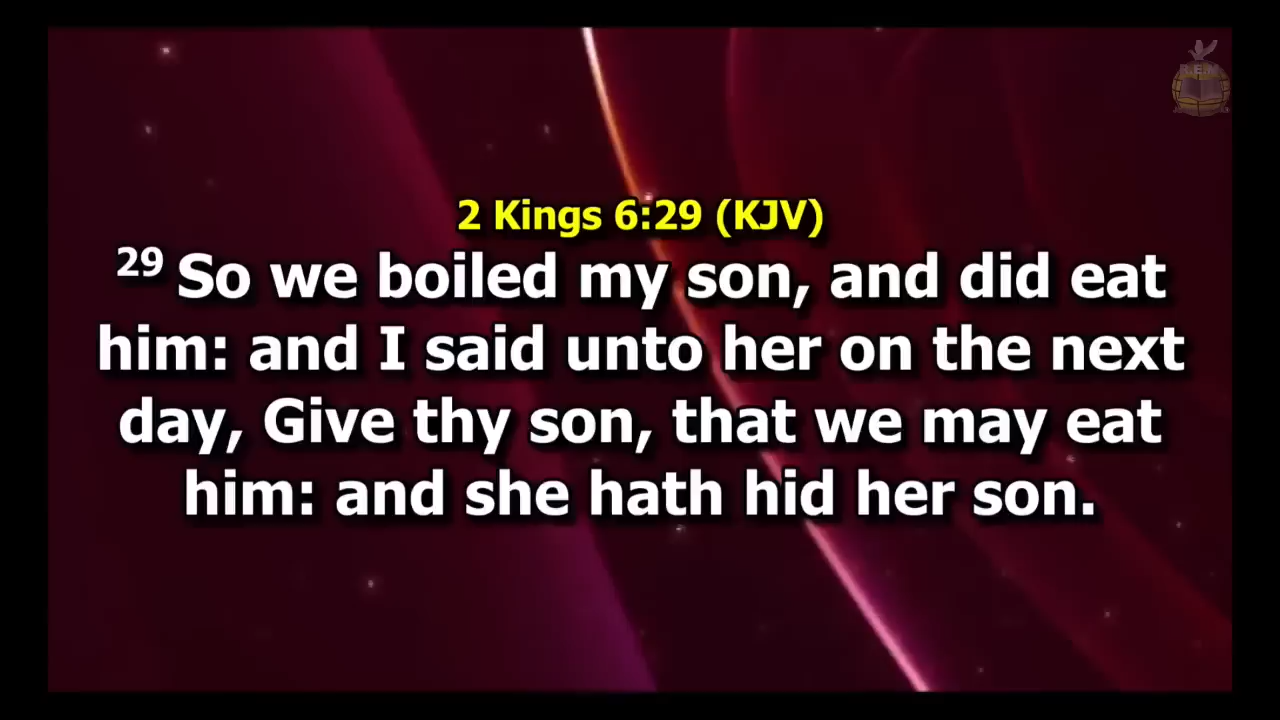 2 Kings 6:29 (KJV)
29 So we boiled my son, and did eat
him: and I said unto her on the next
day, Give thy son, that we may eat
him: and she hath hid her son.